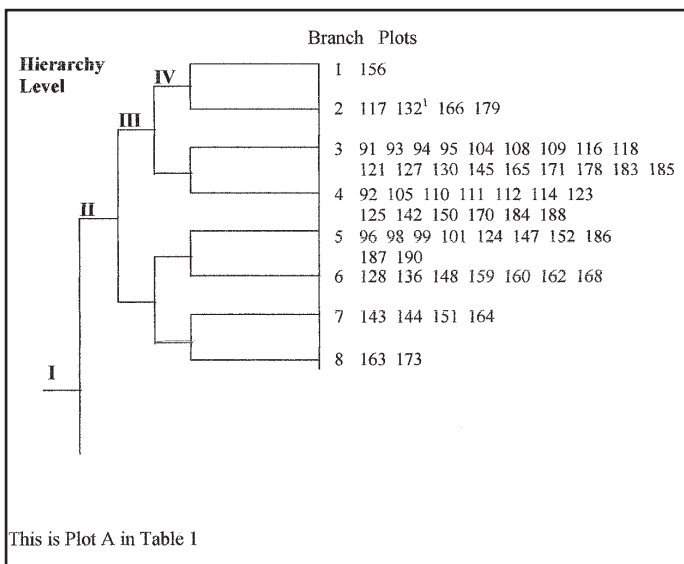 Branch Plots
Hierarchy
Level
IV
1 156
2 117 132¹ 166 179
III
3 91 93 94 95 104 108 109 116 118
121 127 130 145 165 171 178 183 185
4 92 105 110 111 112 114 123
125 142 150 170 184 188
II
5 96 98 99 101 124 147 152 186
187 190
6 128 136 148 159 160 162 168
7 143 144 151 164
8 163 173
I
This is Plot A in Table 1